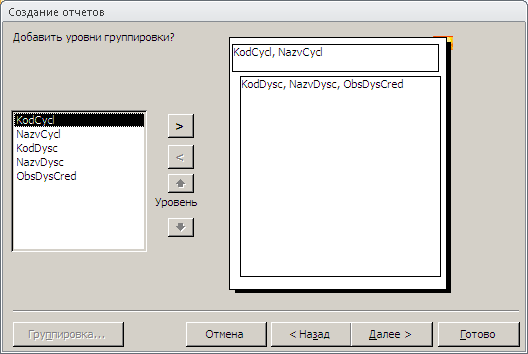 Создание отчетов
Добавить уровни группировки?
KodCycl
NazvCycl
KodDysc
NazvDysc
ObsDysCred
>
<
Уровень
KodCycl, NazvCycl
KodDysc, NazvDysc, ObsDysCred
Группировка...
Отмена
< Назад
Далее >
Готово